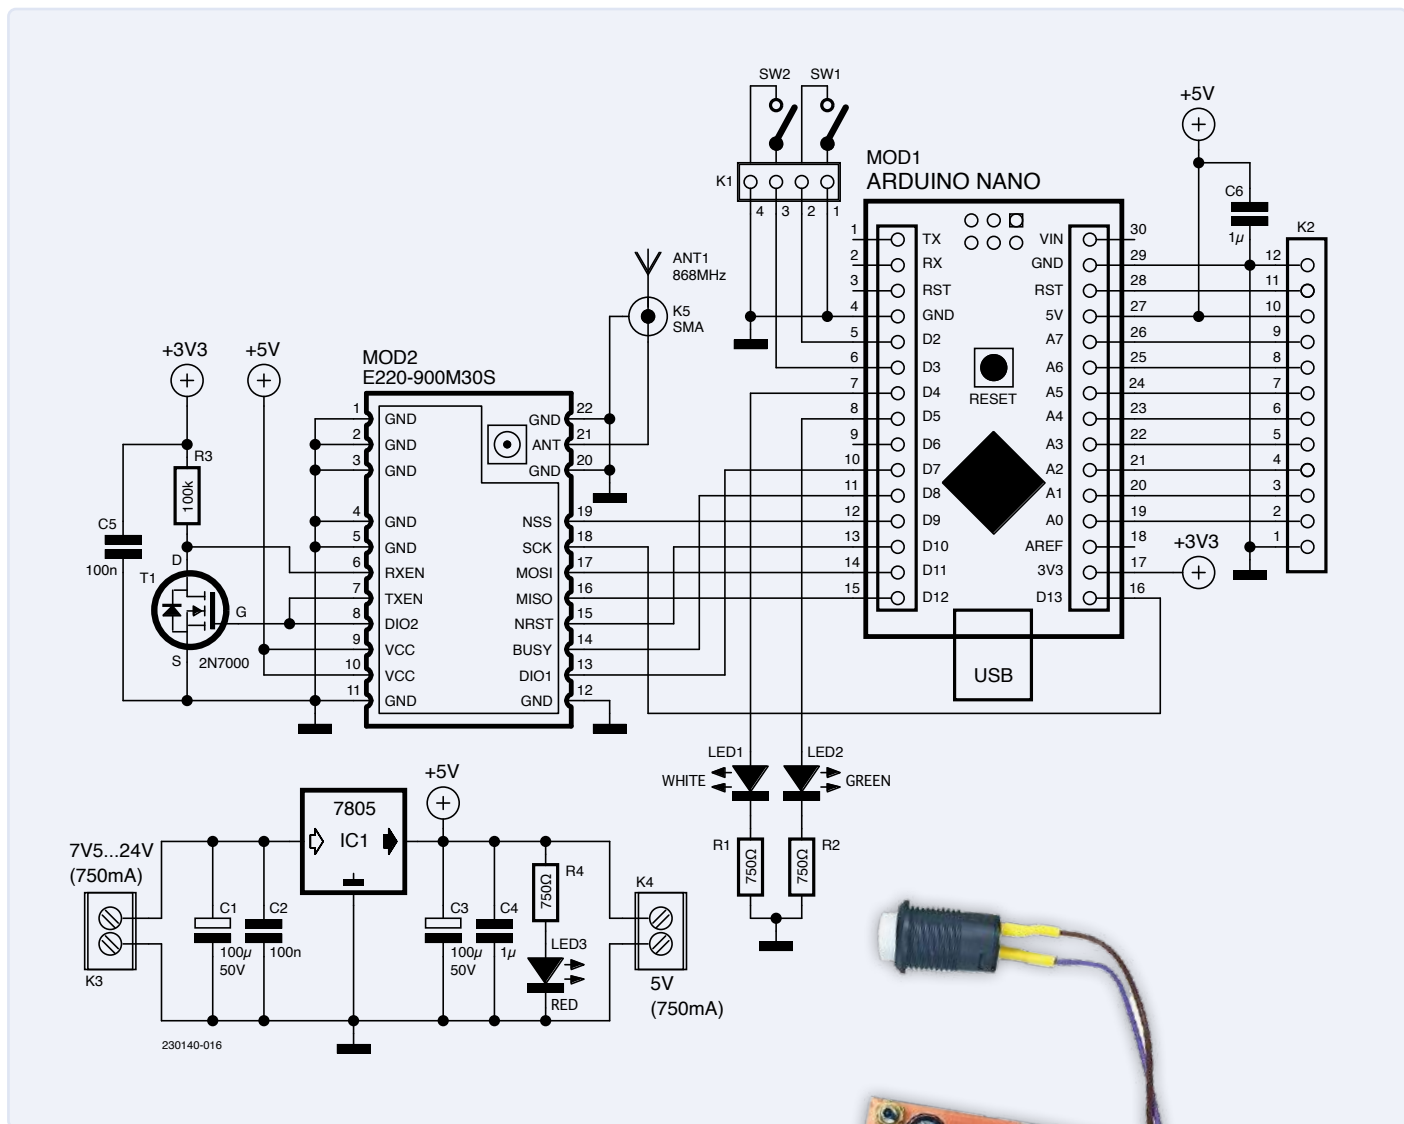 SW2 SW1
K1
4 3 2 1
MOD1
ARDUINO NANO
+5V
C6
1µ
K2
1 TX
2 RX
3 RST
4 GND
5 D2
6 D3
7 D4
8 D5
9 D6
10 D7
11 D8
12 D9
13 D10
14 D11
15 D12
RESET
USB
VIN 30
GND 29
RST 28
5V 27
A7 26
A6 25
A5 24
A4 23
A3 22
A2 21
A1 20
A0 19
AREF 18
3V3 17
D13 16
12
11
10
9
8
7
6
5
4
3
2
1
+3V3
ANT1
868MHz
K5
SMA
+3V3 +5V
MOD2
E220-900M30S
1 GND
2 GND
3 GND
4 GND
5 GND
6 RXEN
7 TXEN
8 DIO2
9 VCC
10 VCC
11 GND
GND 22
ANT 21
GND 20
NSS 19
SCK 18
MOSI 17
MISO 16
NRST 15
BUSY 14
DIO1 13
GND 12
R3
100k
C5
100n
D
T1
G
S 2N7000
LED1 LED2
WHITE GREEN
R1 750Ω 750Ω R2
+5V
7805
IC1
7V5...24V
(750mA)
K3
C1
100µ
50V
C2
100n
C3
100µ
50V
C4
1µ
R4
750Ω
LED3
RED
K4
5V
(750mA)
230140-016